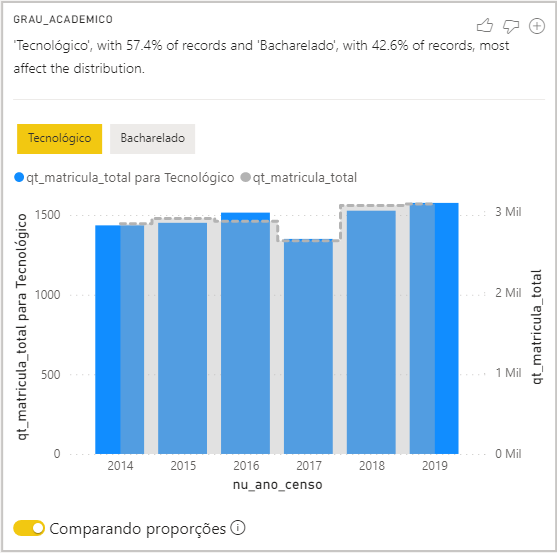 GRAU_ACADEMICO
'Tecnológico', with 57.4% of records and 'Bacharelado', with 42.6% of records, most
affect the distribution.
Tecnológico Bacharelado
qt_matricula_total para Tecnológico qt_matricula_total
qt_matricula_total para Tecnológico
1500
1000
500
0
3 Mil
2 Mil
1 Mil
0 Mil
qt_matricula_total
2014 2015 2016 2017 2018 2019
nu_ano_censo
Comparando proporções